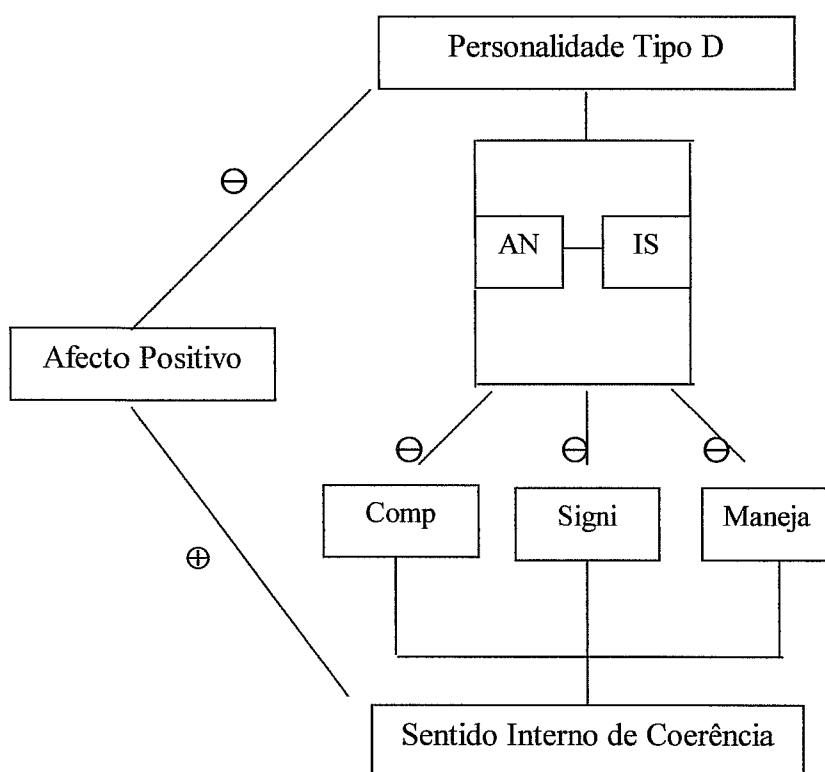 Personalidade Tipo D
⊖
AN
IS
Afecto Positivo
⊖
⊖
⊖
Comp
Signi
Maneja
⊕
Sentido Interno de Coerência